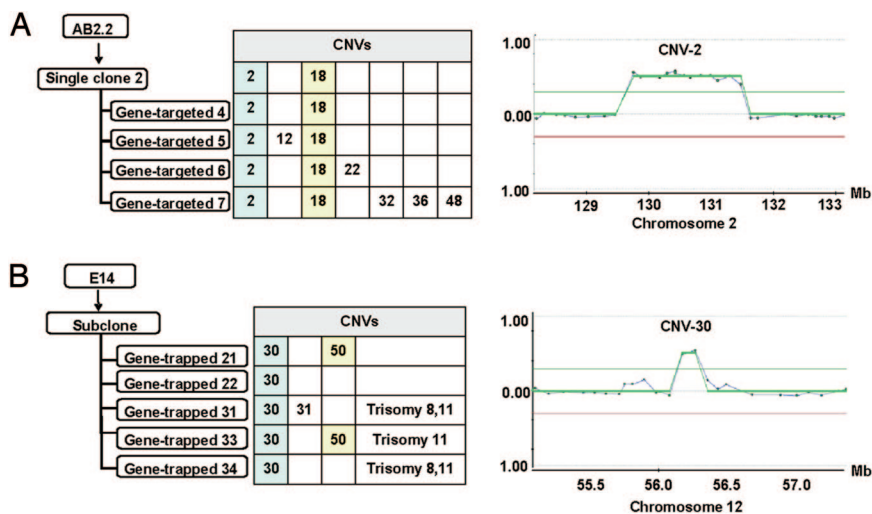 A
AB2.2
Single clone 2
Gene-targeted 4
Gene-targeted 5
Gene-targeted 6
Gene-targeted 7
CNVs
2 18
2 18
2 12 18
2 18 22
2 18 32 36 48
CNV-2
1.00
0.00
1.00
129 130 131 132 133 Mb
Chromosome 2
B
E14
Subclone
Gene-trapped 21
Gene-trapped 22
Gene-trapped 31
Gene-trapped 33
Gene-trapped 34
CNVs
30 50
30
30 31 Trisomy 8,11
30 50 Trisomy 11
30 Trisomy 8,11
CNV-30
1.00
0.00
1.00
55.5 56.0 56.5 57.0 Mb
Chromosome 12